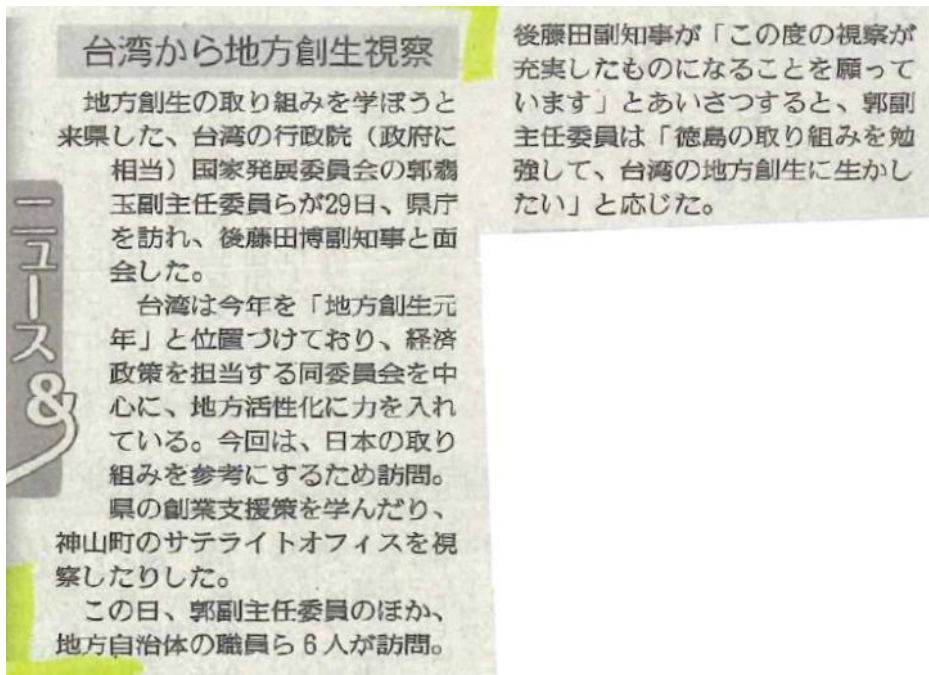 台湾から地方創生視察
地方創生の取り組みを学ぼうと
来県した、台湾の行政院（政府に
相当）国家発展委員会の郭翡
玉副主任委員らが29日、県庁
を訪れ、後藤田博副知事と面
会した。
台湾は今年を「地方創生元
年」と位置づけており、経済
政策を担当する同委員会を中
心に、地方活性化に力を入れ
ている。今回は、日本の取り
組みを参考にするため訪問。
県の創業支援策を学んだり、
神山町のサテライトオフィスを視
察したりした。
この日、郭副主任委員のほか、
地方自治体の職員ら６人が訪問。
後藤田副知事が「この度の視察が
充実したものになることを願って
います」とあいさつすると、郭副
主任委員は「徳島の取り組みを勉
強して、台湾の地方創生に生かし
たい」と応じた。
ニュース&